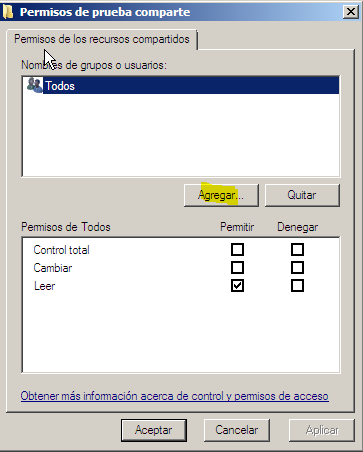 Permisos de prueba comparte
Permisos de los recursos compartidos
Nombres de grupos o usuarios:
Todos
Agregar... Quitar
Permisos de Todos Permitir Denegar
Control total
Cambiar
Leer
Obtener más información acerca de control y permisos de acceso
Aceptar Cancelar Aplicar